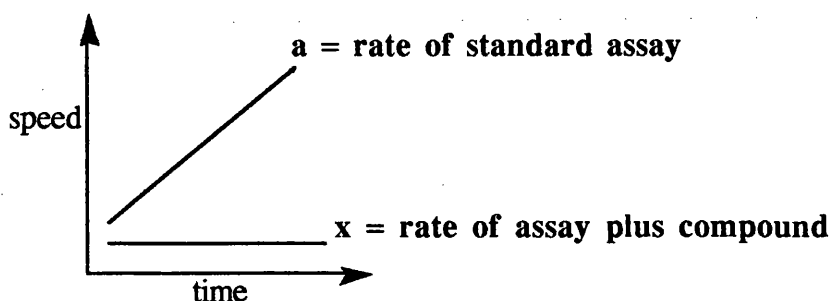 a = rate of standard assay
speed
x = rate of assay plus compound
time